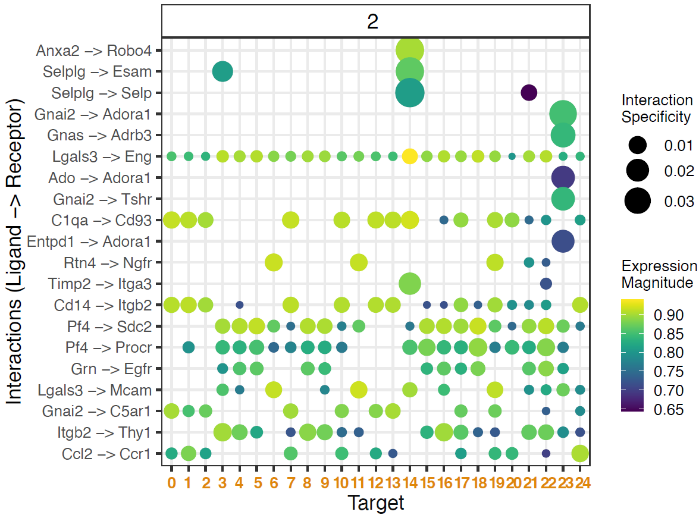 2
Interactions (Ligand −> Receptor)
Anxa2 −> Robo4
Selplg −> Esam
Selplg −> Selp
Gnai2 −> Adora1
Gnas −> Adrb3
Lgals3 −> Eng
Ado −> Adora1
Gnai2 −> Tshr
C1qa −> Cd93
Entpd1 −> Adora1
Rtn4 −> Ngfr
Timp2 −> Itga3
Cd14 −> Itgb2
Pf4 −> Sdc2
Pf4 −> Procr
Grn −> Egfr
Lgals3 −> Mcam
Gnai2 −> C5ar1
Itgb2 −> Thy1
Ccl2 −> Ccr1
0 1 2 3 4 5 6 7 8 9 10 11 12 13 14 15 16 17 18 19 20 21 22 23 24
Target
Interaction
Specificity
0.01
0.02
0.03
Expression
Magnitude
0.90
0.85
0.80
0.75
0.70
0.65